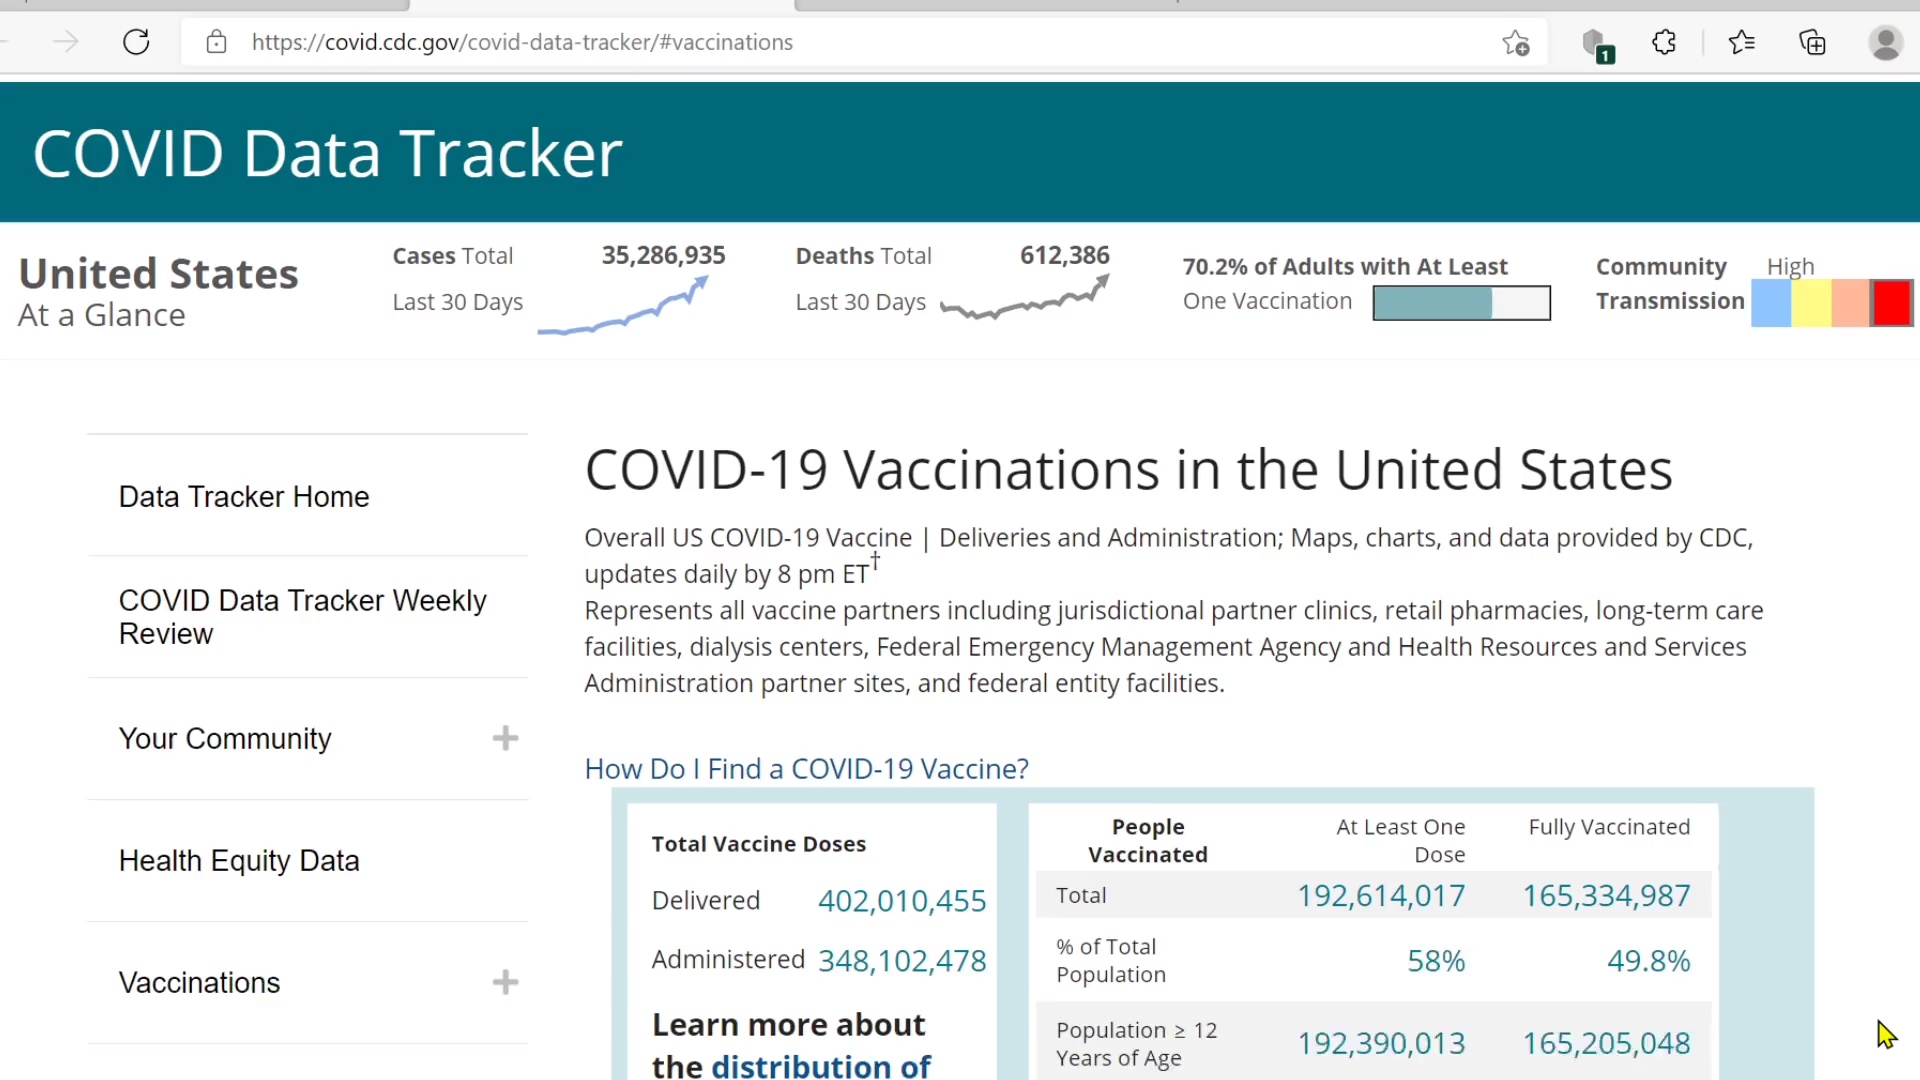 https://covid.cdc.gov/covid-data-tracker/#vaccinations
1
COVID Data Tracker
United States
At a Glance
Cases Total 35,286,935
Last 30 Days
Deaths Total 612,386
Last 30 Days
70.2% of Adults with At Least
One Vaccination
Community High
Transmission
Data Tracker Home
COVID Data Tracker Weekly
Review
Your Community
Health Equity Data
Vaccinations
COVID-19 Vaccinations in the United States
Overall US COVID-19 Vaccine | Deliveries and Administration; Maps, charts, and data provided by CDC,
updates daily by 8 pm ET†
Represents all vaccine partners including jurisdictional partner clinics, retail pharmacies, long-term care
facilities, dialysis centers, Federal Emergency Management Agency and Health Resources and Services
Administration partner sites, and federal entity facilities.
How Do I Find a COVID-19 Vaccine?
Total Vaccine Doses
Delivered 402,010,455
Administered 348,102,478
Learn more about
the distribution of
People At Least One Fully Vaccinated
Vaccinated Dose
Total 192,614,017 165,334,987
% of Total
Population 58% 49.8%
Population ≥ 12
Years of Age 192,390,013 165,205,048